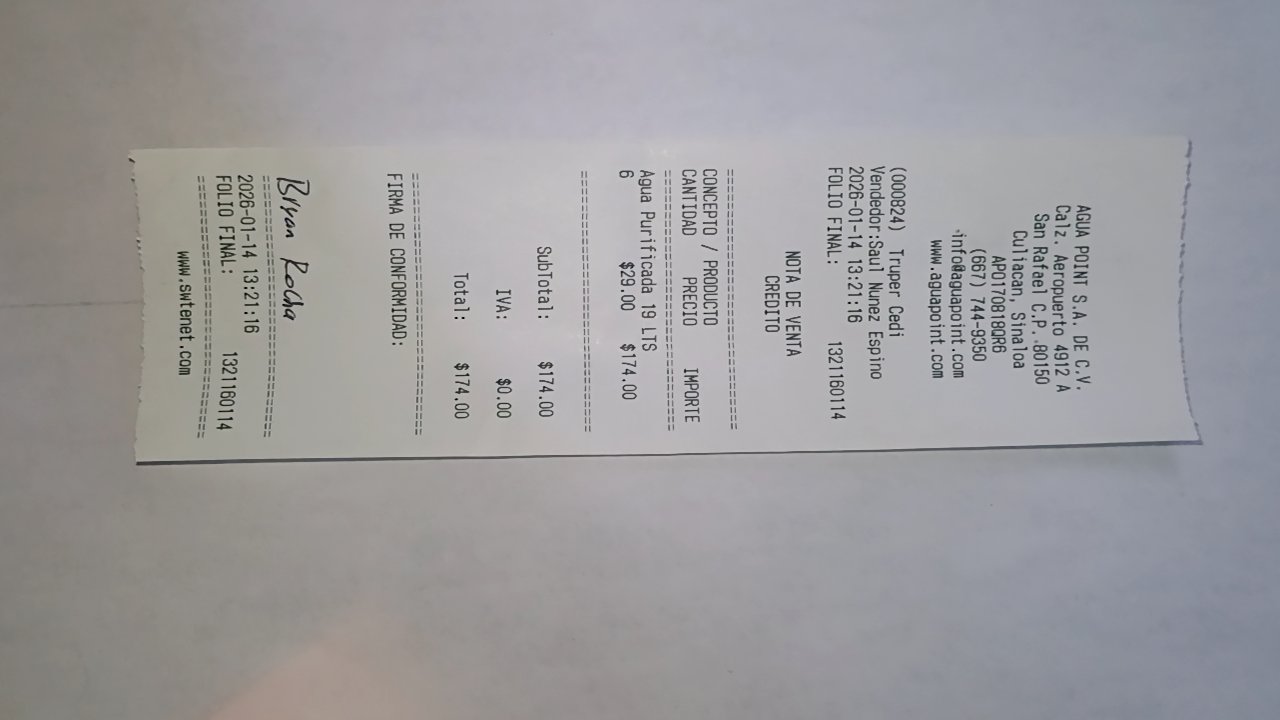 AGUA POINT S.A. DE C.V.
Calz. Aeropuerto 4912 A
San Rafael C.P. 80150
Culiacan, Sinaloa
APO170818QR6
(667) 744-9350
info@aguapoint.com
www.aguapoint.com
(000824) Truper Cedi
Vendedor:Saul Nunez Espino
2026-01-14 13:21:16
FOLIO FINAL: 1321160114
NOTA DE VENTA
CREDITO
CONCEPTO / PRODUCTO
CANTIDAD PRECIO IMPORTE
Agua Purificada 19 LTS
6 $29.00 $174.00
SubTotal: $174.00
IVA: $0.00
Total: $174.00
FIRMA DE CONFORMIDAD:
Bryan Rocha
2026-01-14 13:21:16
FOLIO FINAL: 1321160114
www.swfenet.com